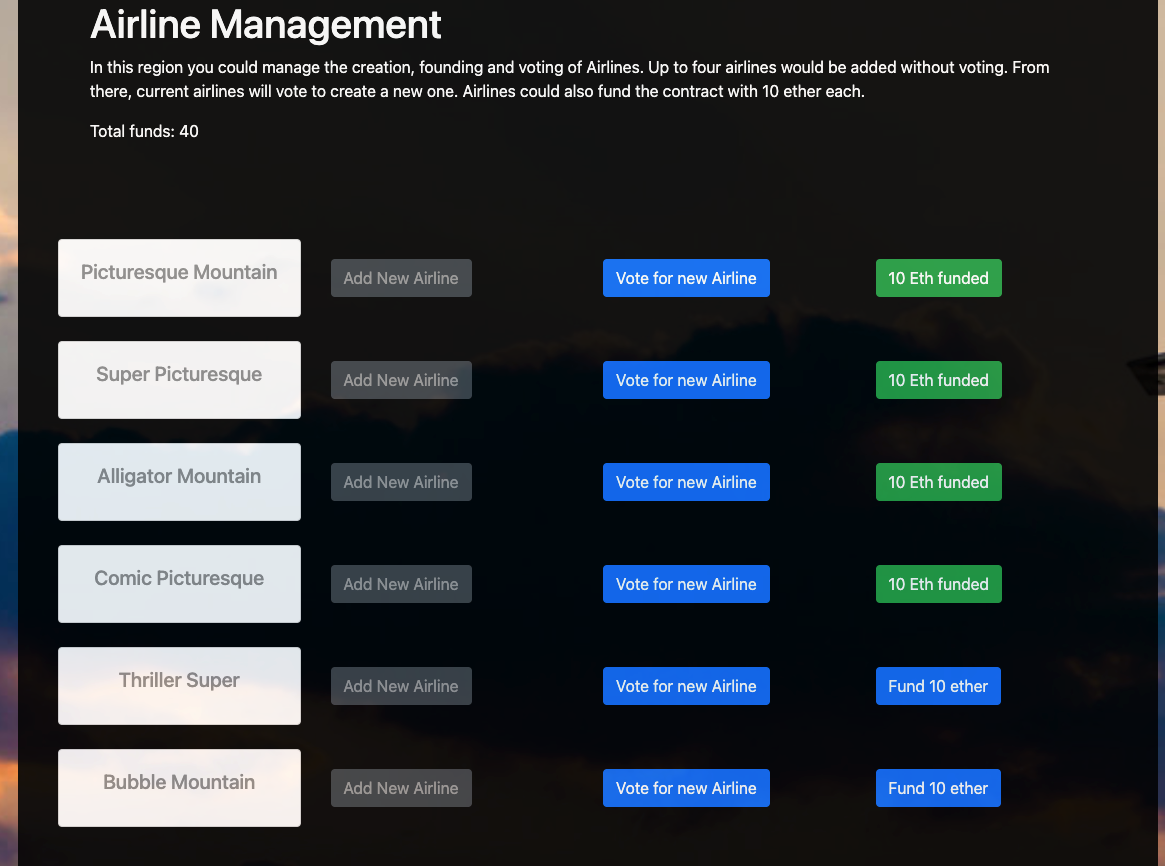 Airline Management
In this region you could manage the creation, founding and voting of Airlines. Up to four airlines would be added without voting. From
there, current airlines will vote to create a new one. Airlines could also fund the contract with 10 ether each.
Total funds: 40
Picturesque Mountain Add New Airline Vote for new Airline 10 Eth funded
Super Picturesque Add New Airline Vote for new Airline 10 Eth funded
Alligator Mountain Add New Airline Vote for new Airline 10 Eth funded
Comic Picturesque Add New Airline Vote for new Airline 10 Eth funded
Thriller Super Add New Airline Vote for new Airline Fund 10 ether
Bubble Mountain Add New Airline Vote for new Airline Fund 10 ether